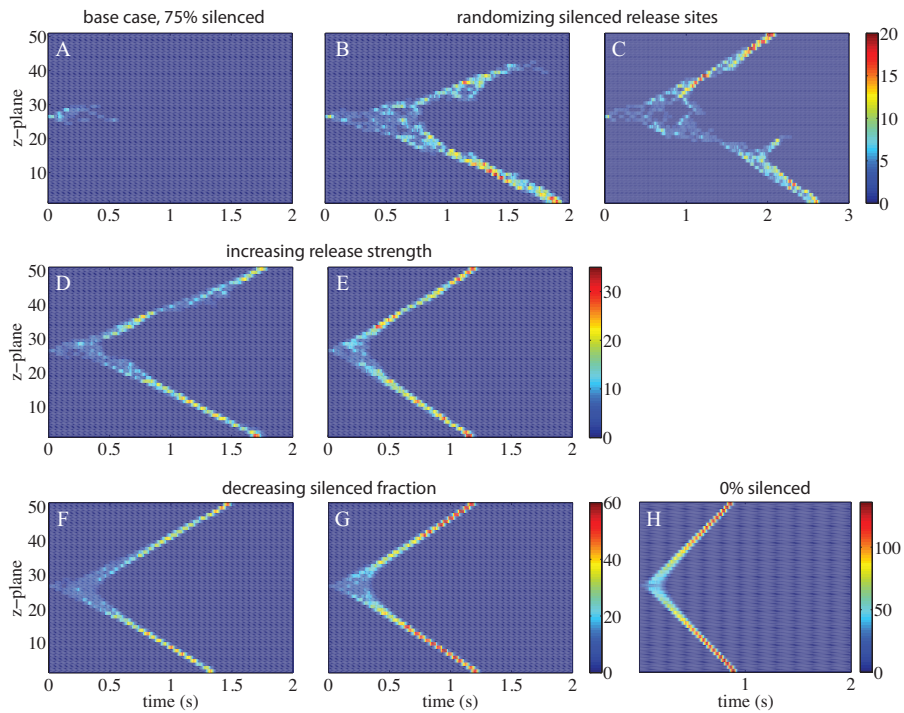 base case, 75% silenced
randomizing silenced release sites
A
B
C
z−plane
50
40
30
20
10
0 0.5 1 1.5 2
0 0.5 1 1.5 2
0 1 2 3
20
15
10
5
0
increasing release strength
D
E
z−plane
50
40
30
20
10
0 0.5 1 1.5 2
0 0.5 1 1.5 2
30
20
10
0
decreasing silenced fraction
0% silenced
F
G
H
z−plane
50
40
30
20
10
0 0.5 1 1.5 2
0 0.5 1 1.5 2
0 1 2
60
40
20
0
100
50
0
time (s)
time (s)
time (s)